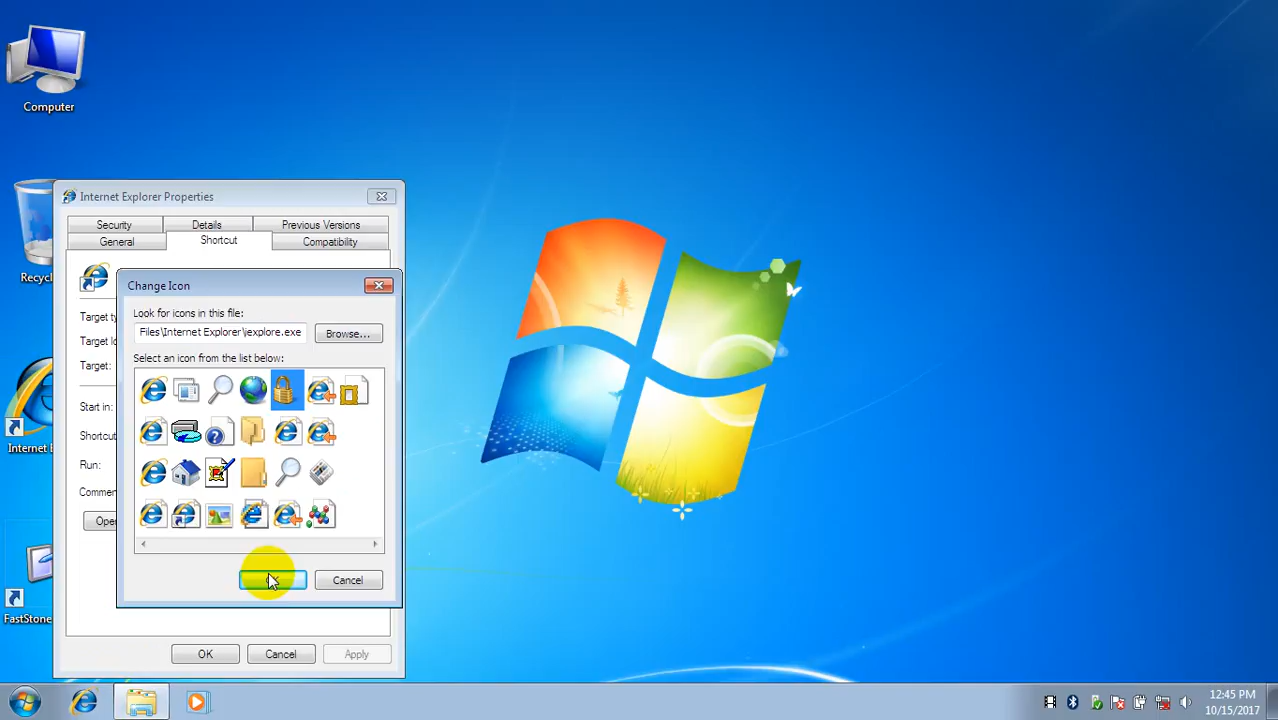 Computer
Internet Explorer Properties
Security
Details
Previous Versions
General
Shortcut
Compatibility
Recycl
Change Icon
Look for icons in this file:
Target ty
Files\Internet Explorer\iexplore.exe
Browse...
Target lo
Select an icon from the list below:
Target:
Start in:
Shortcut
Internet E
Run:
Commen
Open
Cancel
FastStone
OK
Cancel
Apply
12:45 PM
10/15/2017